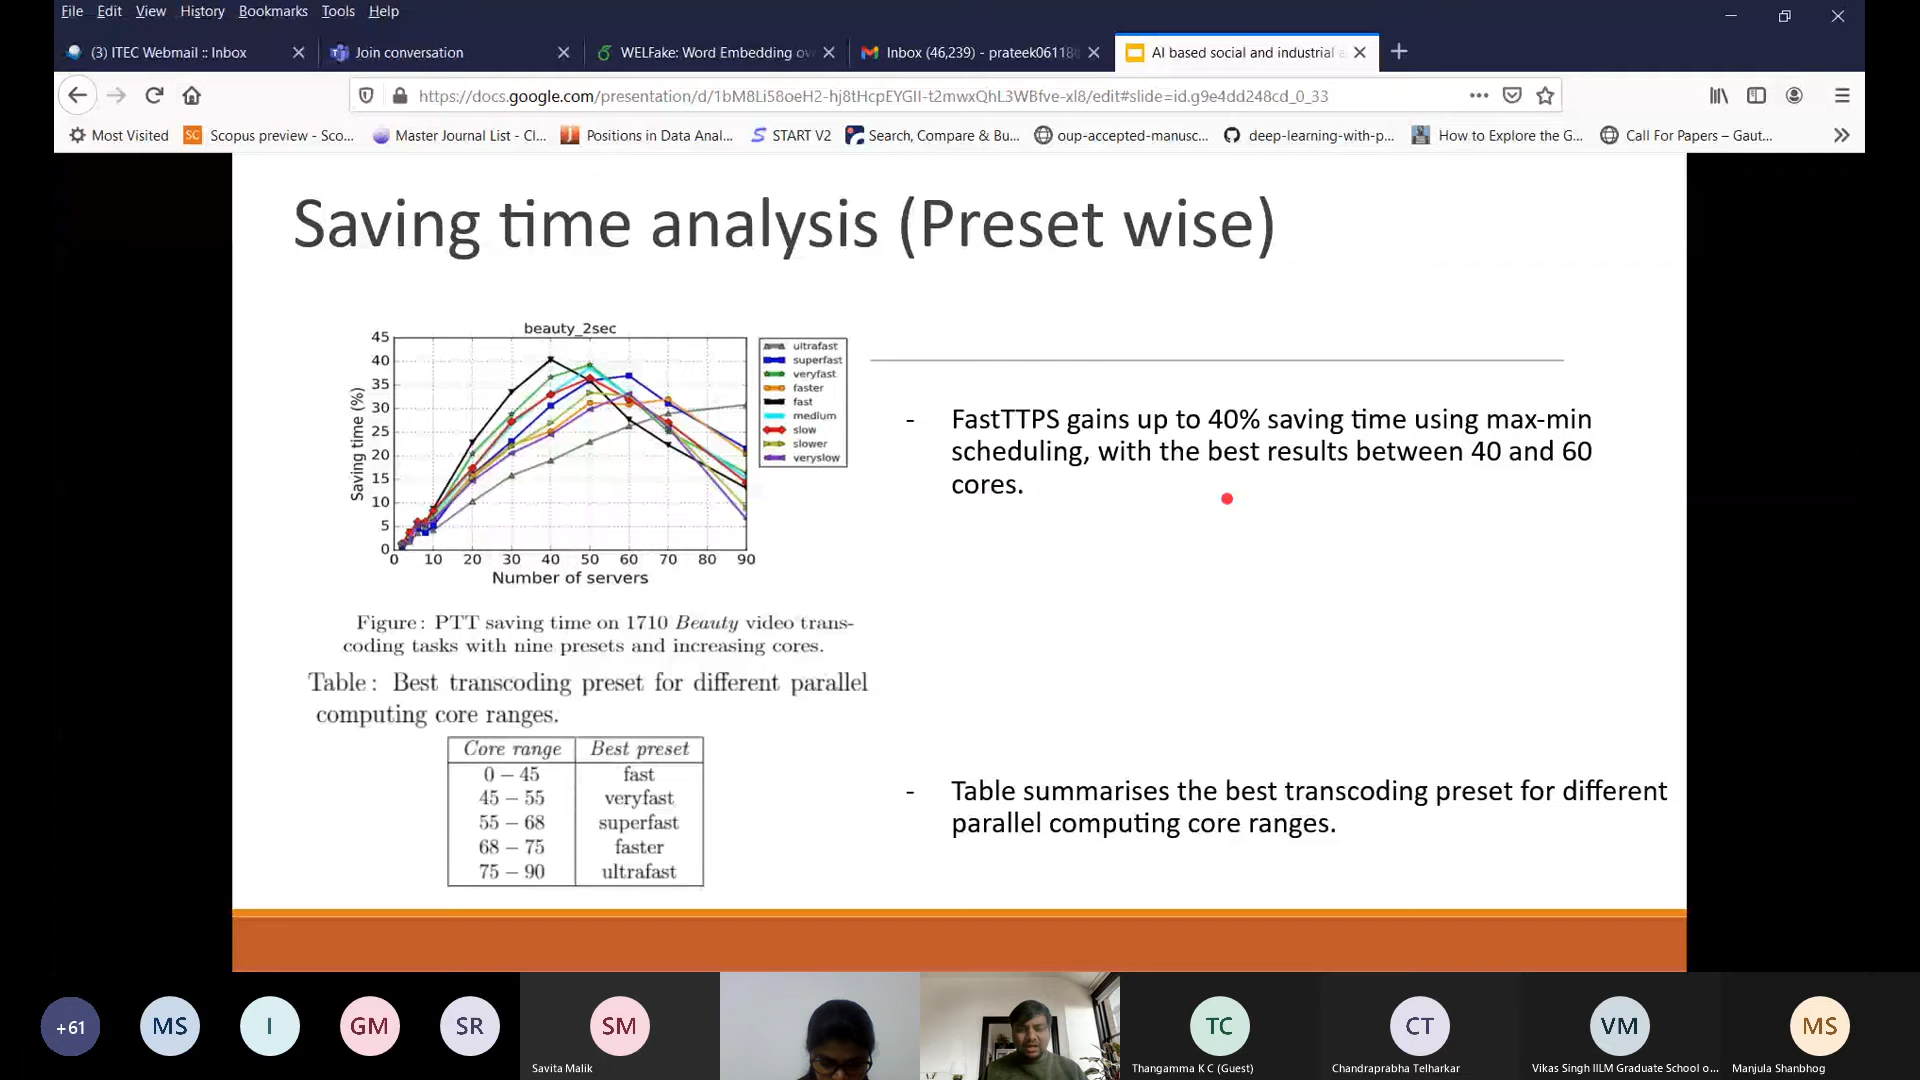 File Edit View History Bookmarks Tools Help
(3) ITEC Webmail :: Inbox
Join conversation
WELFake: Word Embedding ov
Inbox (46,239) - prateek06118
AI based social and industrial
https://docs.google.com/presentation/d/1bM8Li58oeH2-hj8tHcpEYGII-t2mwxQhL3WBfve-xl8/edit#slide=id.g9e4dd248cd_0_33
Most Visited
Scopus preview - Sco...
Master Journal List - Cl...
Positions in Data Anal...
START V2
Search, Compare & Bu...
oup-accepted-manusc...
deep-learning-with-p...
How to Explore the G...
Call For Papers – Gaut...
Saving time analysis (Preset wise)
beauty_2sec
Saving time (%)
45
40
35
30
25
20
15
10
5
0
0 10 20 30 40 50 60 70 80 90
Number of servers
ultrafast
superfast
veryfast
faster
fast
medium
slow
slower
veryslow
Figure: PTT saving time on 1710 Beauty video trans-
coding tasks with nine presets and increasing cores.
Table: Best transcoding preset for different parallel
computing core ranges.
Core range Best preset
0 – 45 fast
45 – 55 veryfast
55 – 68 superfast
68 – 75 faster
75 – 90 ultrafast
- FastTTPS gains up to 40% saving time using max-min
scheduling, with the best results between 40 and 60
cores.
- Table summarises the best transcoding preset for different
parallel computing core ranges.
+61
MS
I
GM
SR
SM
Savita Malik
TC
Thangamma K C (Guest)
CT
Chandraprabha Telharkar
VM
Vikas Singh IILM Graduate School o...
MS
Manjula Shanbhog